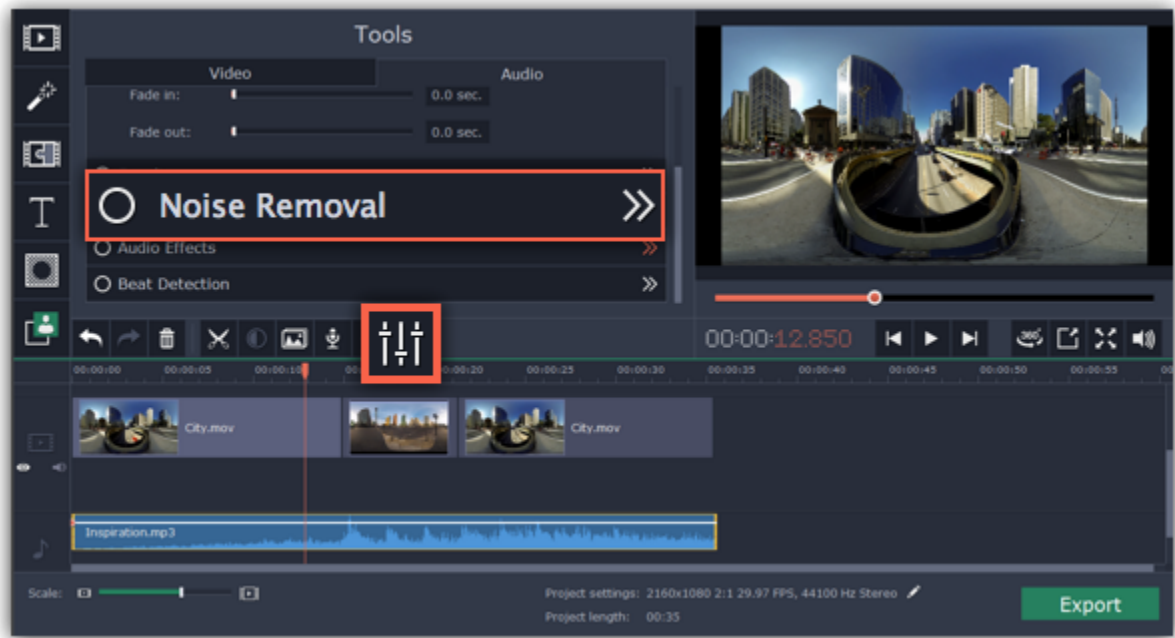 Tools
Video Audio
Fade in: 0.0 sec.
Fade out: 0.0 sec.
Noise Removal
Audio Effects
Beat Detection
T
00:00:12.850
360°
00:00:00 00:00:05 00:00:10 00:00:20 00:00:25 00:00:30 00:00:35 00:00:40 00:00:45 00:00:50 00:00:55
City.mov City.mov
Inspiration.mp3
Scale: Project settings: 2160x1080 2:1 29.97 FPS, 44100 Hz Stereo
Project length: 00:35
Export